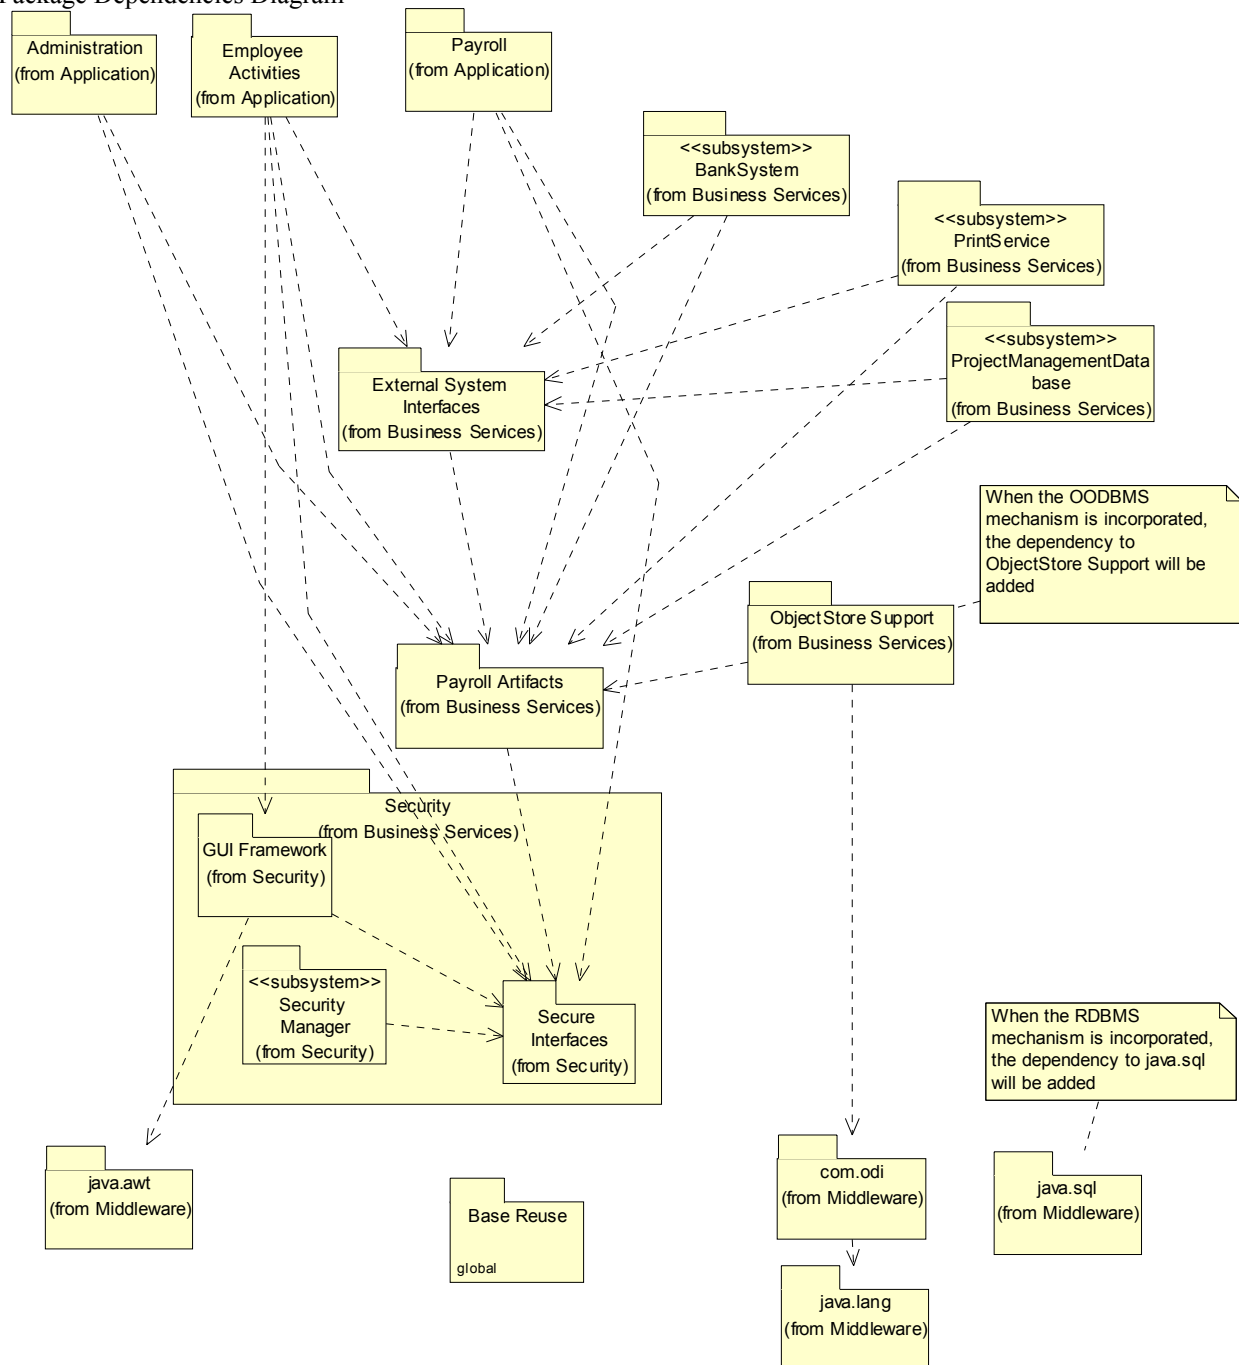 Package Dependencies Diagram
Administration
(from Application)
Employee
Activities
(from Application)
Payroll
(from Application)
<<subsystem>>
BankSystem
(from Business Services)
<<subsystem>>
PrintService
(from Business Services)
<<subsystem>>
ProjectManagementData
base
(from Business Services)
External System
Interfaces
(from Business Services)
When the OODBMS
mechanism is incorporated,
the dependency to
ObjectStore Support will be
added
ObjectStore Support
(from Business Services)
Payroll Artifacts
(from Business Services)
Security
(from Business Services)
GUI Framework
(from Security)
<<subsystem>>
Security
Manager
(from Security)
Secure
Interfaces
(from Security)
When the RDBMS
mechanism is incorporated,
the dependency to java.sql
will be added
java.awt
(from Middleware)
Base Reuse
global
com.odi
(from Middleware)
java.sql
(from Middleware)
java.lang
(from Middleware)